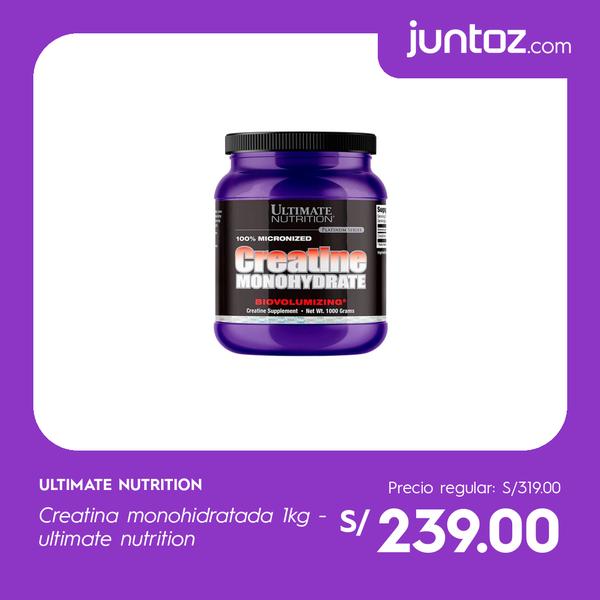 juntoz.com
ULTIMATE
NUTRITION®
PLATINUM SERIES
100% MICRONIZED
Creatine
MONOHYDRATE
BIOVOLUMIZING®
Creatine Supplement • Net Wt. 1000 Grams
ULTIMATE NUTRITION
Creatina monohidratada 1kg -
ultimate nutrition
Precio regular: S/319.00
S/ 239.00